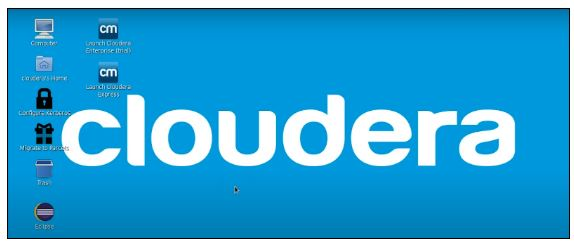 Computer
cloudera's Home
Configure Kerberos
Migrate to Parcels
Trash
Eclipse
cm
Launch Cloudera
Enterprise (trial)
cm
Launch Cloudera
Express
cloudera